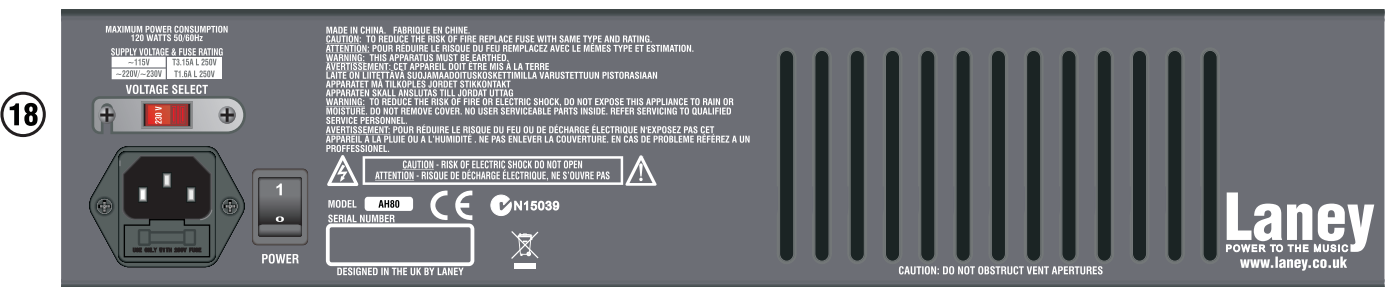 18
MAXIMUM POWER CONSUMPTION
120 WATTS 50/60Hz
SUPPLY VOLTAGE & FUSE RATING
~115V T3.15A L 250V
~220V/~230V T1.6A L 250V
VOLTAGE SELECT
230 V
USE ONLY WITH 250V FUSE
1
0
POWER
MADE IN CHINA. FABRIQUE EN CHINE.
CAUTION: TO REDUCE THE RISK OF FIRE REPLACE FUSE WITH SAME TYPE AND RATING.
ATTENTION: POUR RÉDUIRE LE RISQUE DU FEU REMPLACEZ AVEC LE MÊMES TYPE ET ESTIMATION.
WARNING: THIS APPARATUS MUST BE EARTHED.
AVERTISSEMENT: CET APPAREIL DOIT ÊTRE MIS À LA TERRE
LAITE ON LIITETTÄVÄ SUOJAMAADOITUSKOSKETTIMILLA VARUSTETTUUN PISTORASIAAN
APPARATET MÅ TILKOPLES JORDET STIKKONTAKT
APPARATEN SKALL ANSLUTAS TILL JORDAT UTTAG
WARNING: TO REDUCE THE RISK OF FIRE OR ELECTRIC SHOCK, DO NOT EXPOSE THIS APPLIANCE TO RAIN OR
MOISTURE. DO NOT REMOVE COVER. NO USER SERVICEABLE PARTS INSIDE. REFER SERVICING TO QUALIFIED
SERVICE PERSONNEL.
AVERTISSEMENT: POUR RÉDUIRE LE RISQUE DU FEU OU DE DÉCHARGE ÉLECTRIQUE N'EXPOSEZ PAS CET
APPAREIL À LA PLUIE OU A L'HUMIDITÉ . NE PAS ENLEVER LA COUVERTURE. EN CAS DE PROBLEME RÉFÉREZ A UN
PROFFESSIONEL.
CAUTION - RISK OF ELECTRIC SHOCK DO NOT OPEN
ATTENTION - RISQUE DE DÉCHARGE ÉLECTRIQUE, NE S'OUVRE PAS
MODEL AH80 CE N15039
SERIAL NUMBER
DESIGNED IN THE UK BY LANEY
CAUTION: DO NOT OBSTRUCT VENT APERTURES
Laney
POWER TO THE MUSIC
www.laney.co.uk